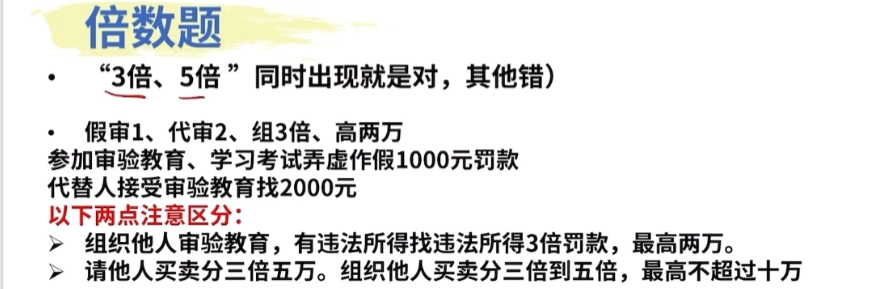 倍数题
• “3倍、5倍 ”同时出现就是对，其他错）
• 假审1、代审2、组3倍、高两万
参加审验教育、学习考试弄虚作假1000元罚款
代替人接受审验教育找2000元
以下两点注意区分：
➢ 组织他人审验教育，有违法所得找违法所得3倍罚款，最高两万。
➢ 请他人买卖分三倍五万。组织他人买卖分三倍到五倍，最高不超过十万